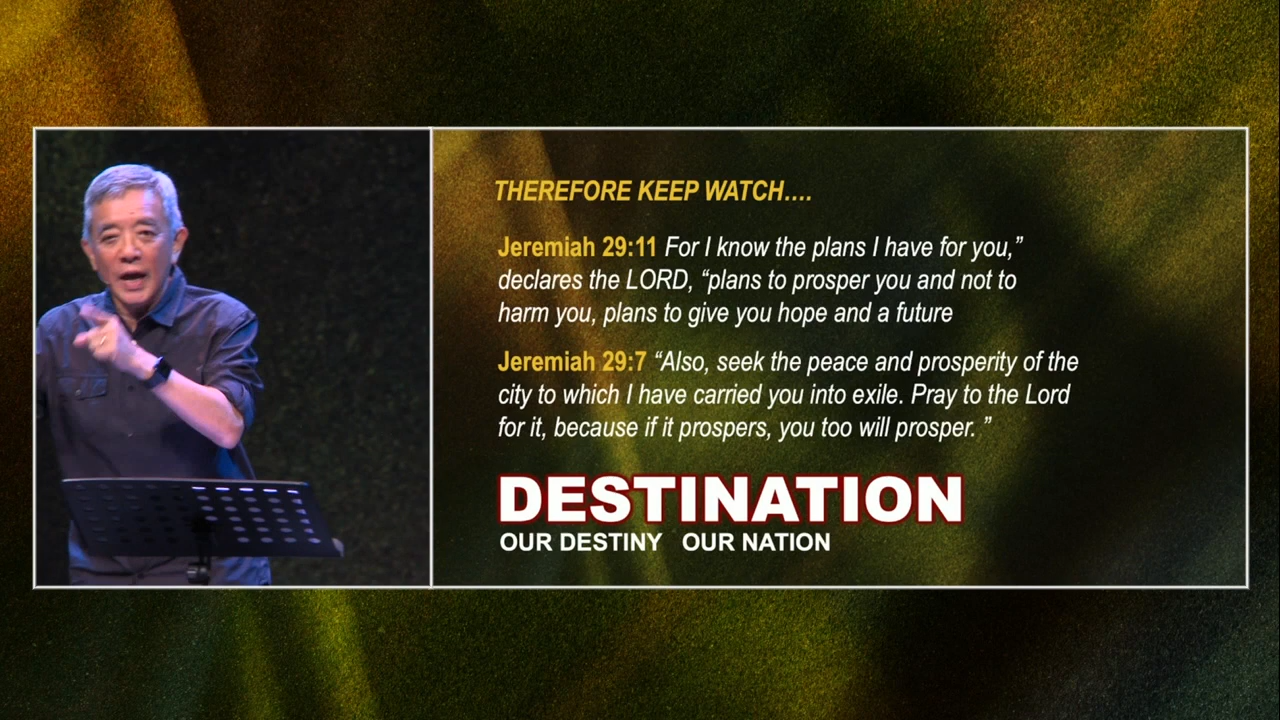 THEREFORE KEEP WATCH....
Jeremiah 29:11 For I know the plans I have for you,”
declares the LORD, “plans to prosper you and not to
harm you, plans to give you hope and a future
Jeremiah 29:7 “Also, seek the peace and prosperity of the
city to which I have carried you into exile. Pray to the Lord
for it, because if it prospers, you too will prosper. ”
DESTINATION
OUR DESTINY OUR NATION